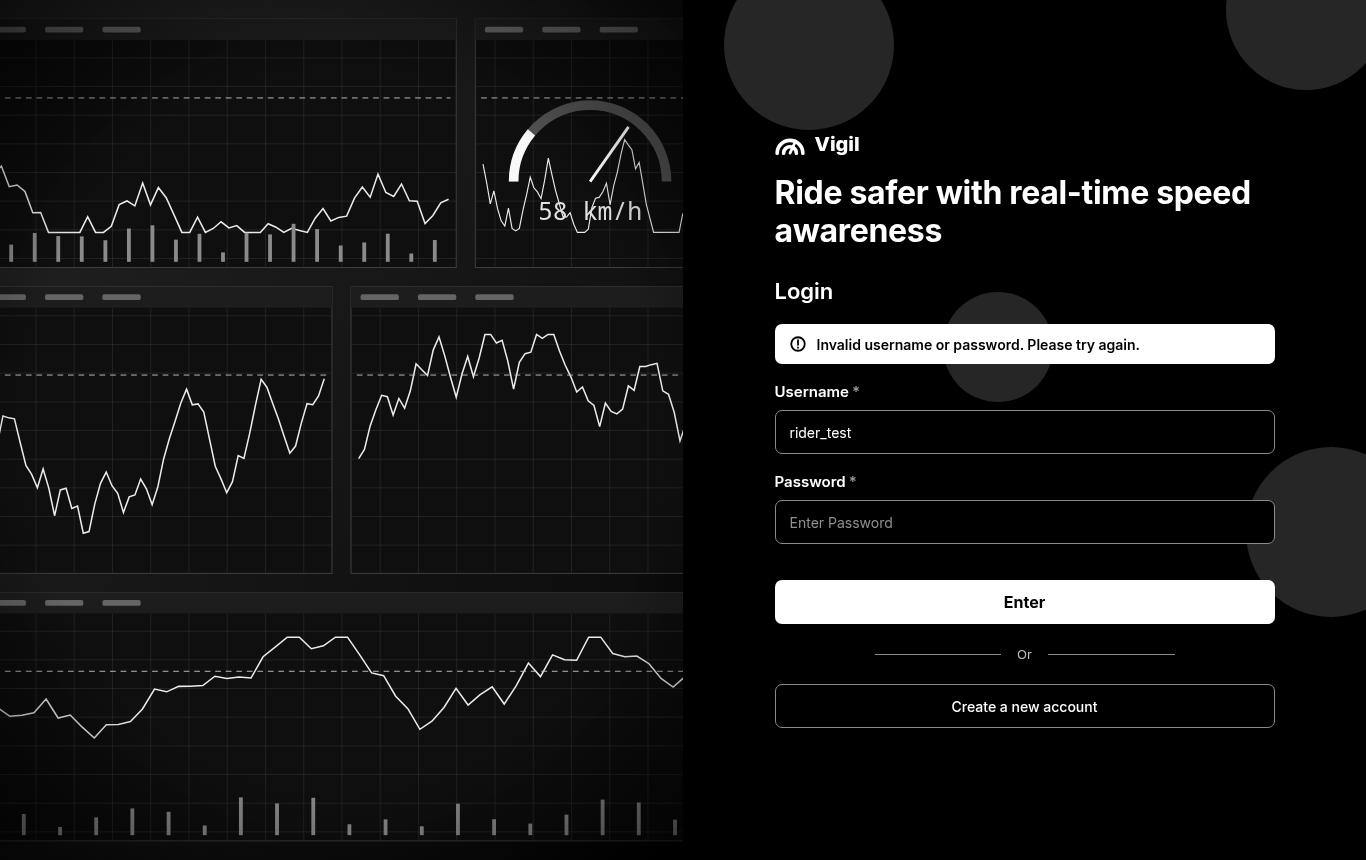 58 km/h
Vigil
Ride safer with real-time speed
awareness
Login
Invalid username or password. Please try again.
Username *
rider_test
Password *
Enter Password
Enter
Or
Create a new account